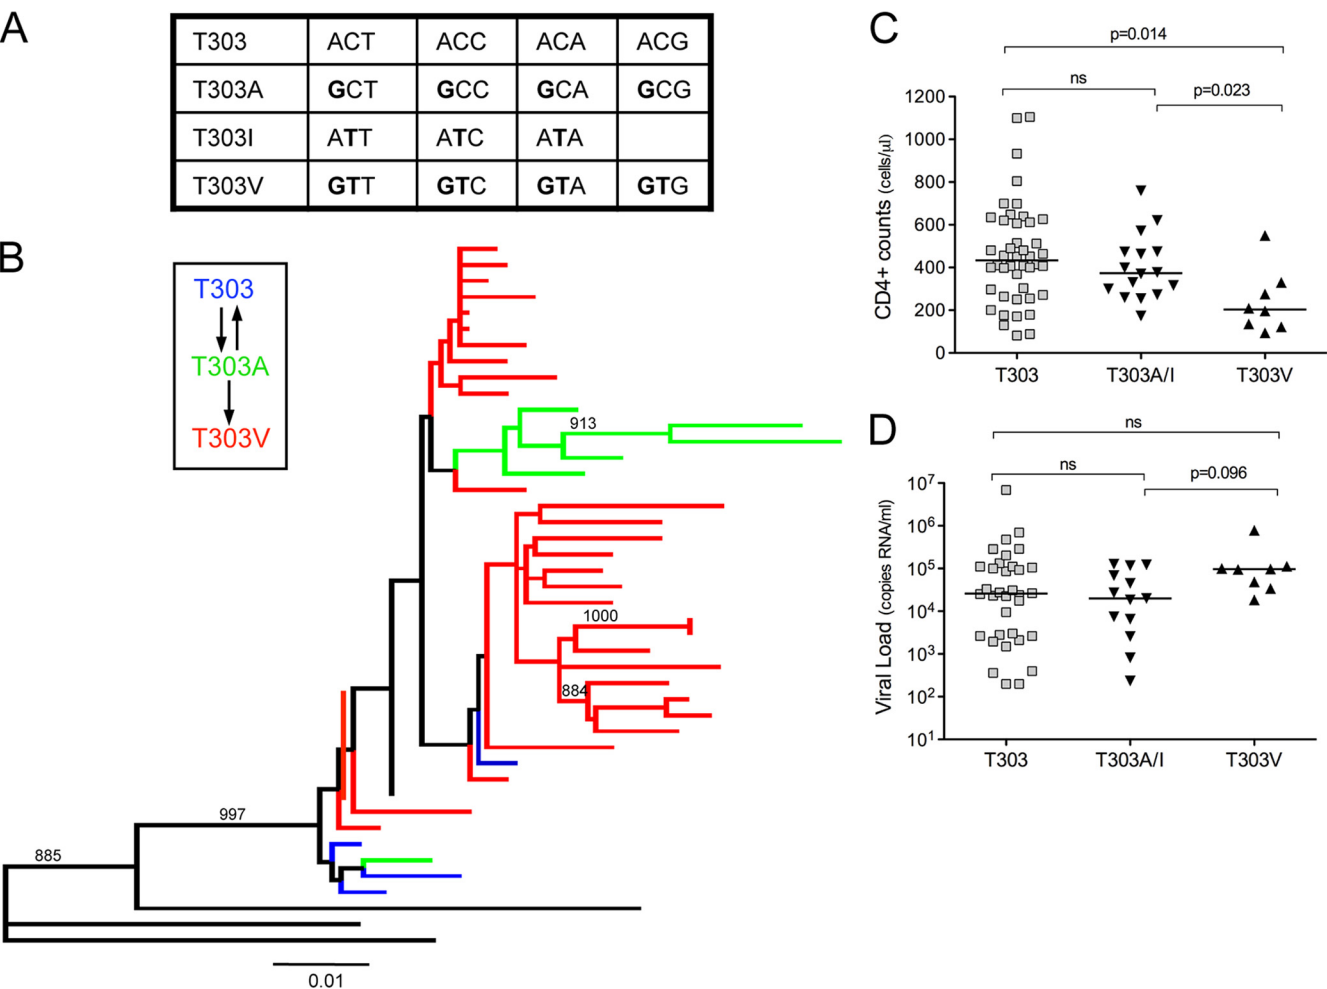 A
T303 ACT ACC ACA ACG
T303A GCT GCC GCA GCG
T303I ATT ATC ATA
T303V GTT GTC GTA GTG
B
T303
T303A
T303V
913
1000
884
997
885
0.01
C
p=0.014
ns
p=0.023
CD4+ counts (cells/µl)
1200
1000
800
600
400
200
0
T303 T303A/I T303V
D
ns
ns
p=0.096
Viral Load (copies RNA/ml)
10⁷
10⁶
10⁵
10⁴
10³
10²
10¹
T303 T303A/I T303V